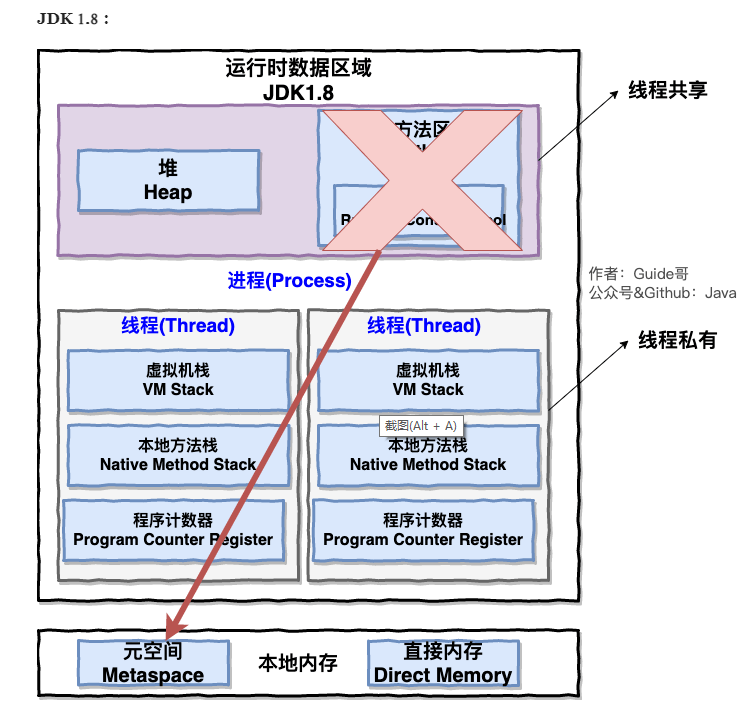 JDK 1.8：
运行时数据区域
JDK1.8
线程共享
方法区
堆
Heap
进程(Process)
作者：Guide哥
公众号&Github：Java
线程(Thread)
线程(Thread)
线程私有
虚拟机栈
VM Stack
虚拟机栈
VM Stack
截图(Alt + A)
本地方法栈
Native Method Stack
本地方法栈
Native Method Stack
程序计数器
Program Counter Register
程序计数器
Program Counter Register
元空间
Metaspace
本地内存
直接内存
Direct Memory